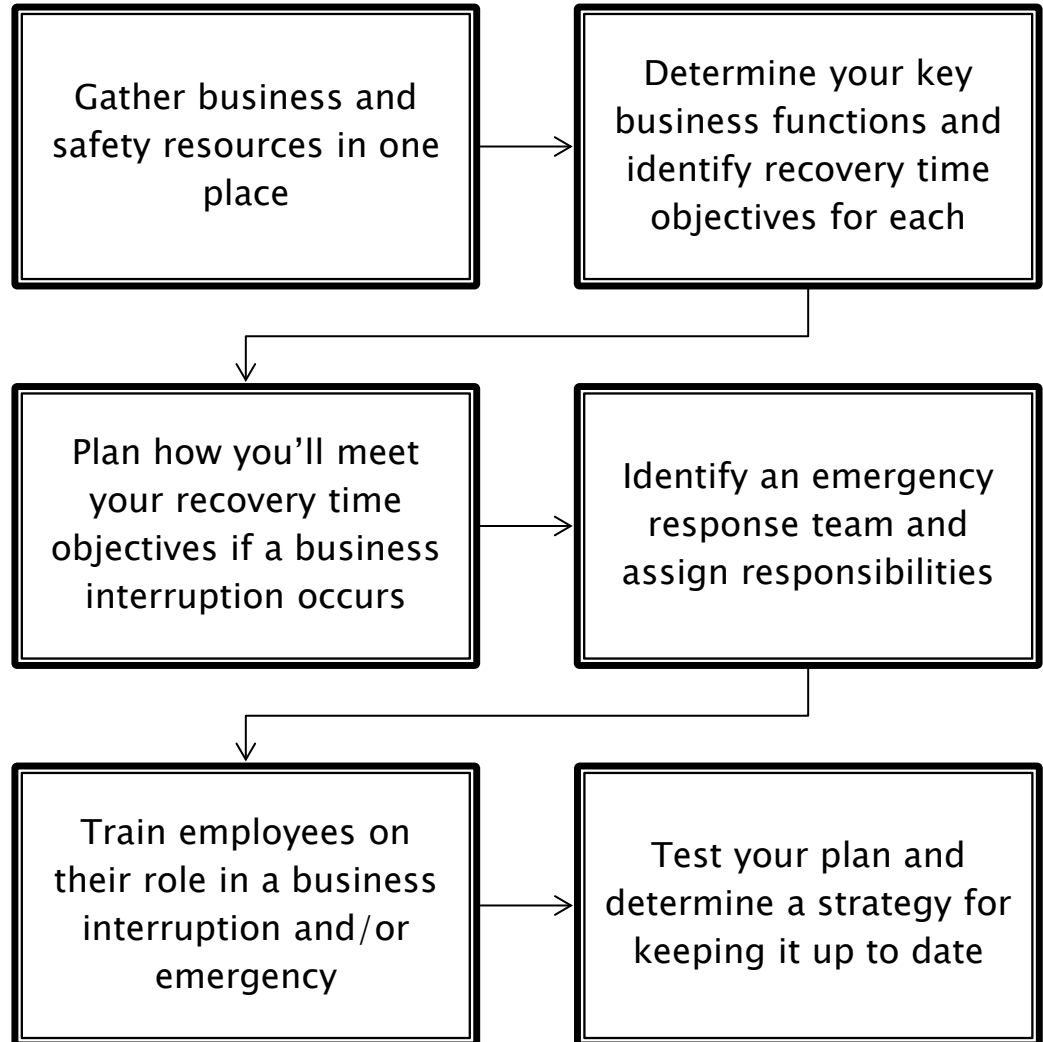 Gather business and
safety resources in one
place
Determine your key
business functions and
identify recovery time
objectives for each
Plan how you’ll meet
your recovery time
objectives if a business
interruption occurs
Identify an emergency
response team and
assign responsibilities
Train employees on
their role in a business
interruption and/or
emergency
Test your plan and
determine a strategy for
keeping it up to date